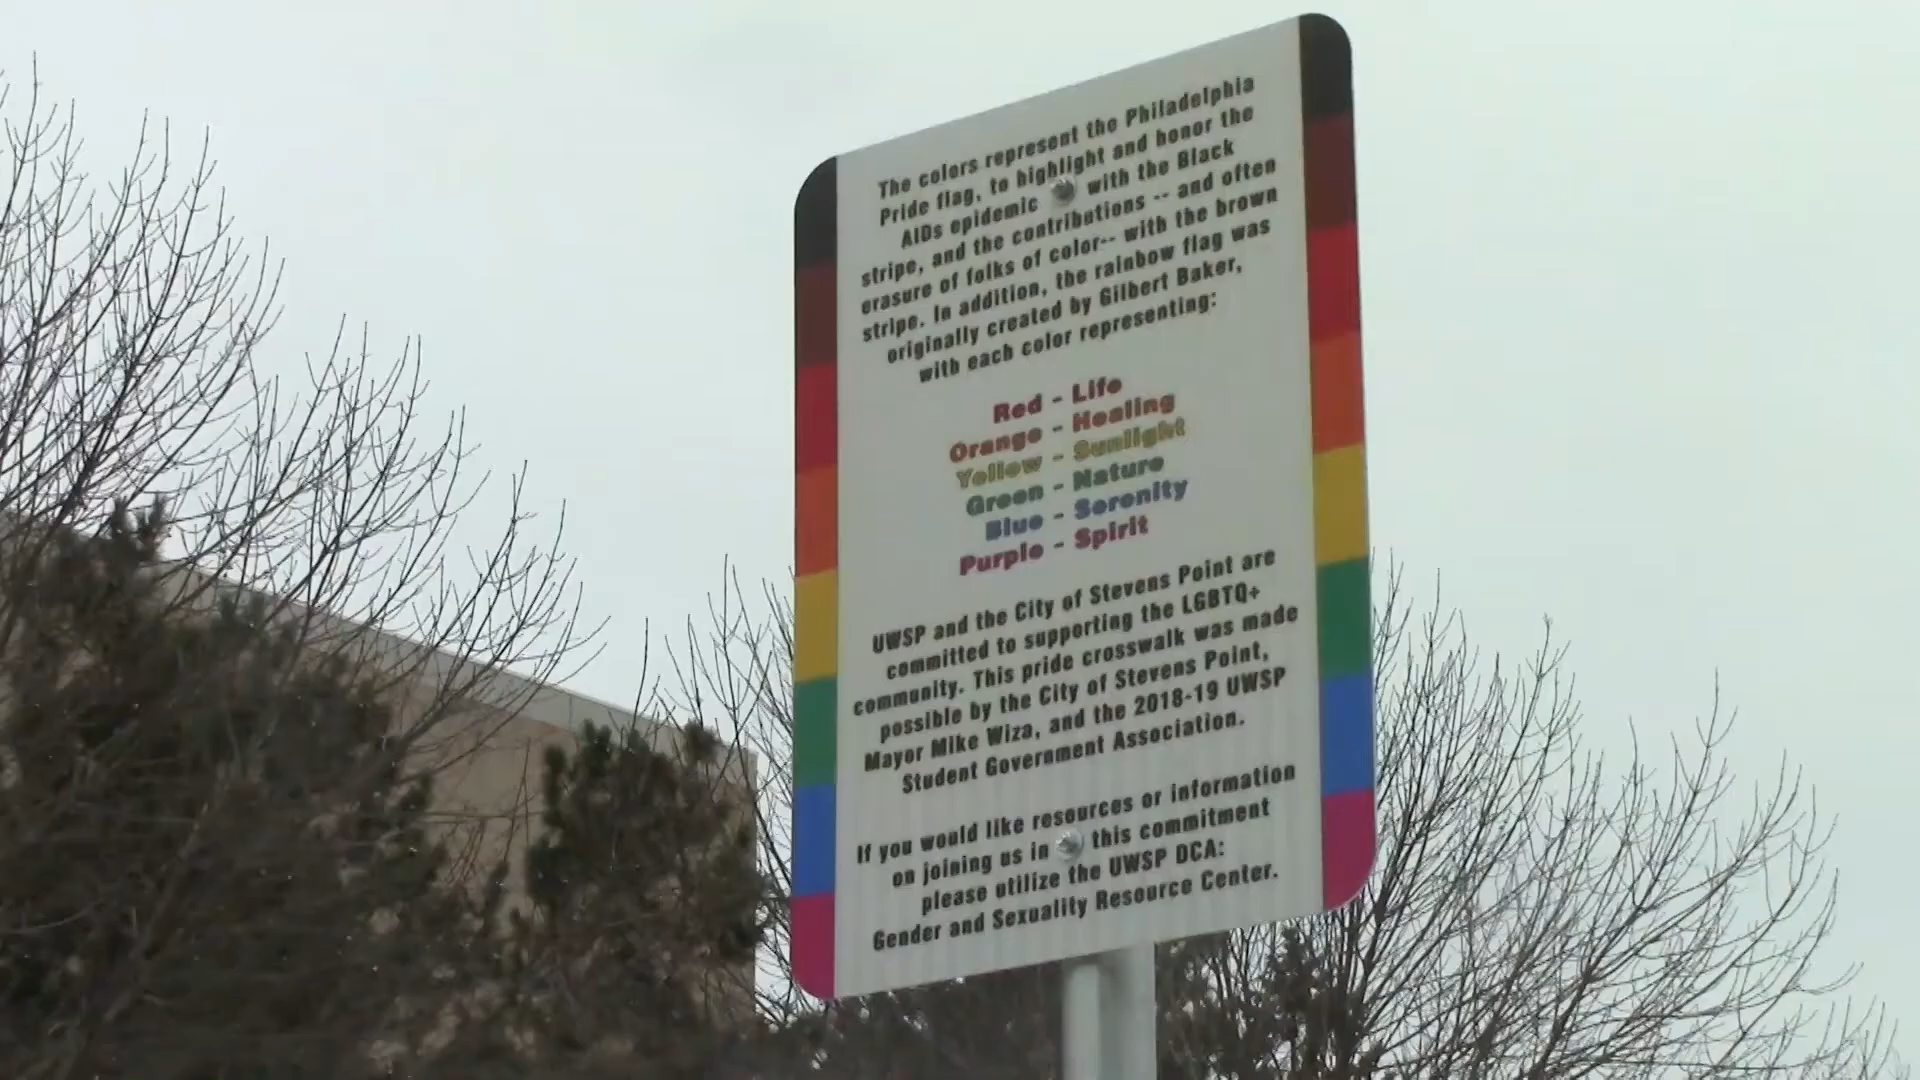 The colors represent the Philadelphia
Pride flag, to highlight and honor the
AIDs epidemic with the Black
stripe, and the contributions -- and often
erasure of folks of color-- with the brown
stripe. In addition, the rainbow flag was
originally created by Gilbert Baker,
with each color representing:
Red - Life
Orange - Healing
Yellow - Sunlight
Green - Nature
Blue - Serenity
Purple - Spirit
UWSP and the City of Stevens Point are
committed to supporting the LGBTQ+
community. This pride crosswalk was made
possible by the City of Stevens Point,
Mayor Mike Wiza, and the 2018-19 UWSP
Student Government Association.
If you would like resources or information
on joining us in this commitment
please utilize the UWSP DCA:
Gender and Sexuality Resource Center.